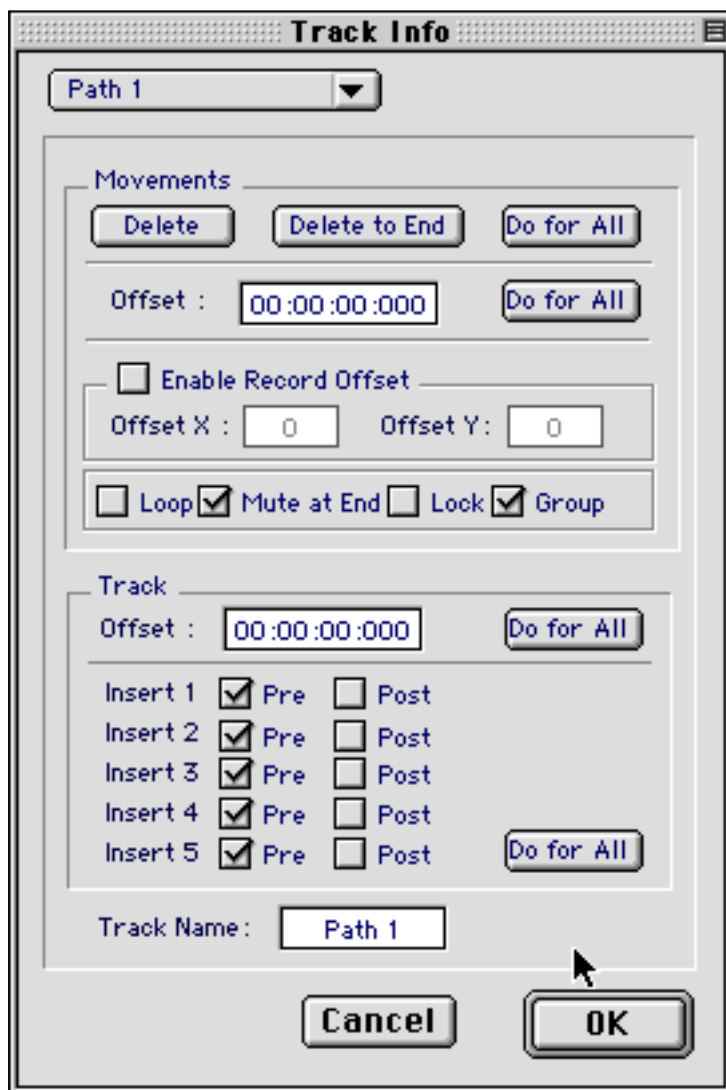 Track Info
Path 1
Movements
Delete Delete to End Do for All
Offset : 00:00:00:000 Do for All
Enable Record Offset
Offset X : 0 Offset Y : 0
Loop Mute at End Lock Group
Track
Offset : 00:00:00:000 Do for All
Insert 1 Pre Post
Insert 2 Pre Post
Insert 3 Pre Post
Insert 4 Pre Post
Insert 5 Pre Post Do for All
Track Name : Path 1
Cancel OK